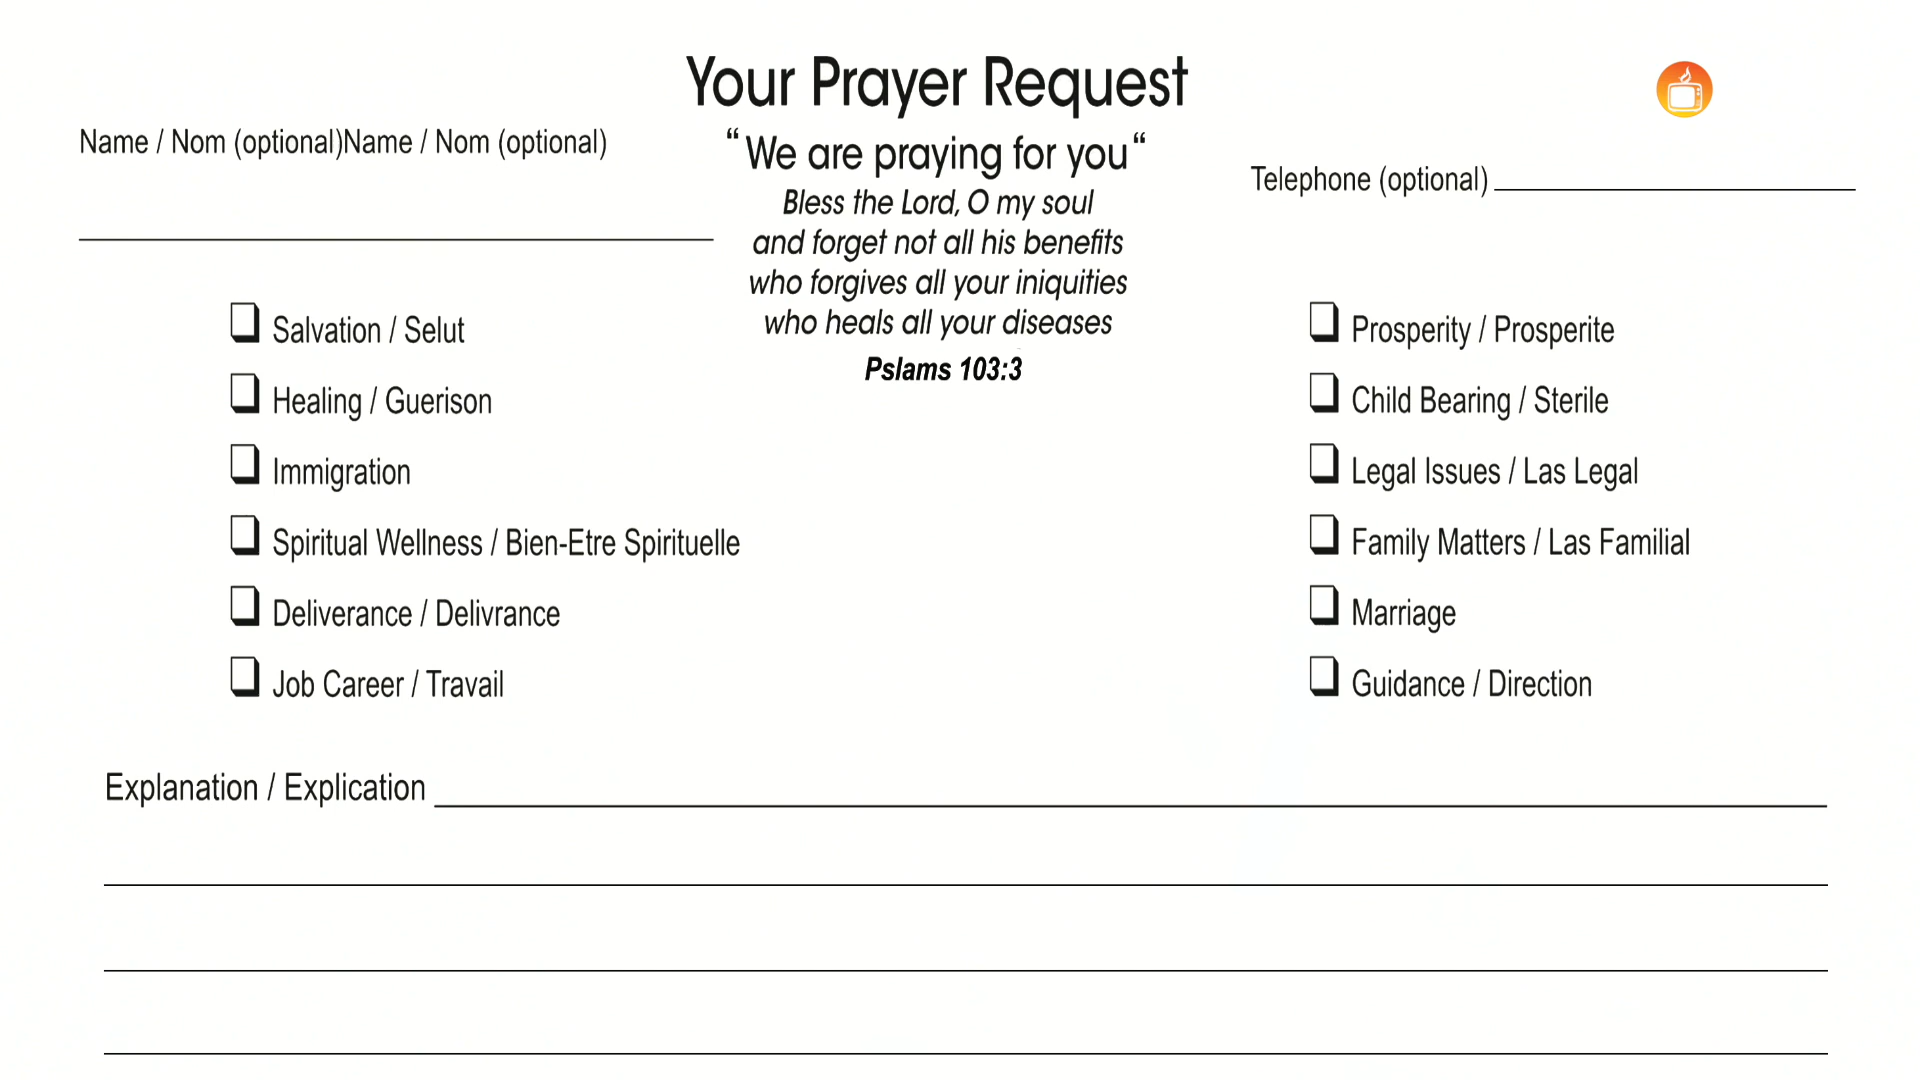 Your Prayer Request
Name / Nom (optional)Name / Nom (optional)
“ We are praying for you “
Telephone (optional)
Bless the Lord, O my soul
and forget not all his benefits
who forgives all your iniquities
who heals all your diseases
Pslams 103:3
Salvation / Selut
Healing / Guerison
Immigration
Spiritual Wellness / Bien-Etre Spirituelle
Deliverance / Delivrance
Job Career / Travail
Prosperity / Prosperite
Child Bearing / Sterile
Legal Issues / Las Legal
Family Matters / Las Familial
Marriage
Guidance / Direction
Explanation / Explication